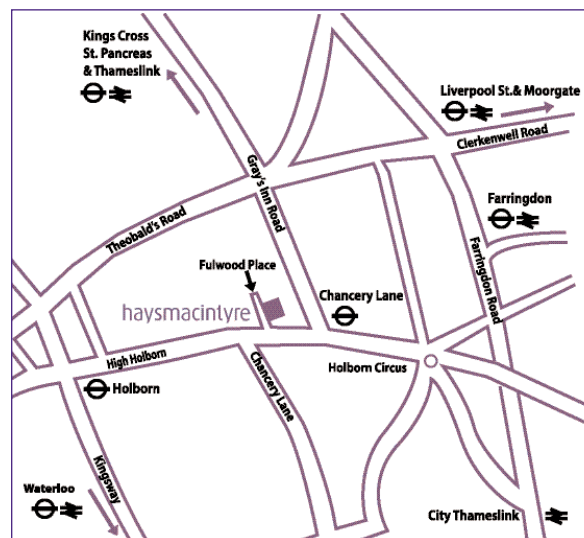 Kings Cross
St. Pancreas
& Thameslink
Liverpool St.& Moorgate
Clerkenwell Road
Gray's Inn Road
Theobald's Road
Farringdon
Farringdon Road
Fulwood Place
haysmacintyre
Chancery Lane
High Holborn
Holborn Circus
Chancery Lane
Holborn
Kingsway
Waterloo
City Thameslink